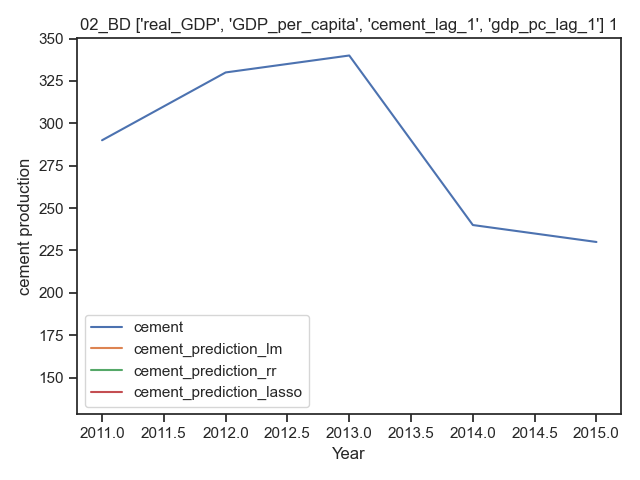 02_BD ['real_GDP', 'GDP_per_capita', 'cement_lag_1', 'gdp_pc_lag_1'] 1
350
325
300
275
250
225
200
175
150
cement production
cement
cement_prediction_lm
cement_prediction_rr
cement_prediction_lasso
2011.0 2011.5 2012.0 2012.5 2013.0 2013.5 2014.0 2014.5 2015.0
Year